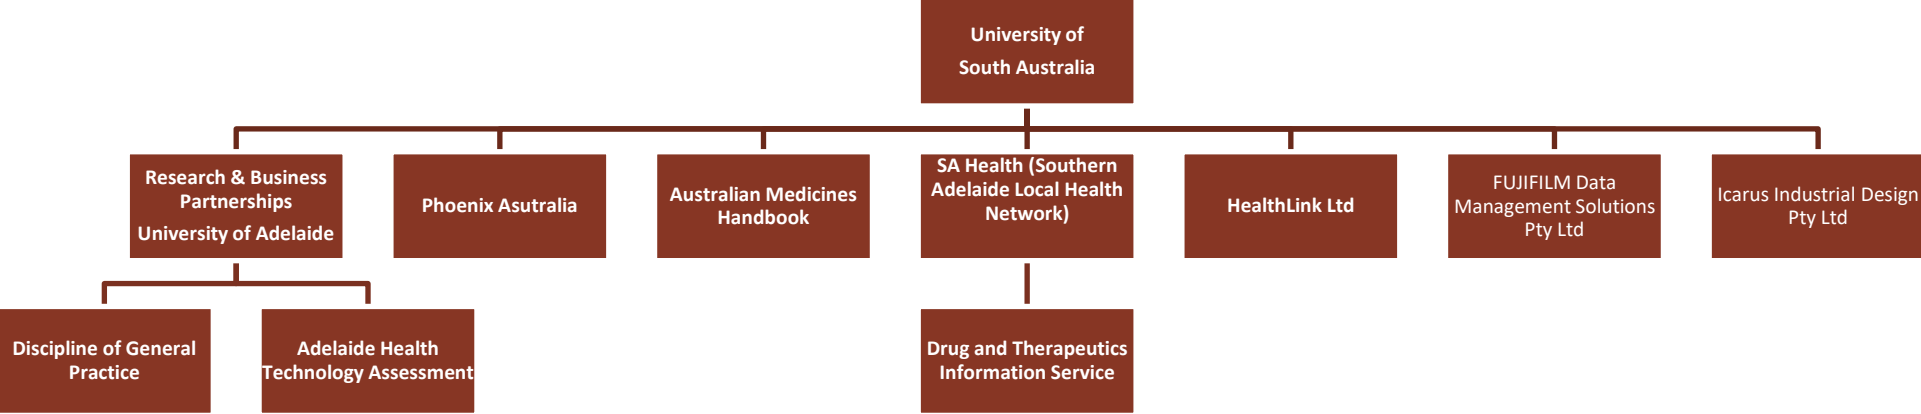 University of
South Australia
Research & Business
Partnerships
University of Adelaide
Phoenix Asutralia
Australian Medicines
Handbook
SA Health (Southern
Adelaide Local Health
Network)
HealthLink Ltd
FUJIFILM Data
Management Solutions
Pty Ltd
Icarus Industrial Design
Pty Ltd
Discipline of General
Practice
Adelaide Health
Technology Assessment
Drug and Therapeutics
Information Service